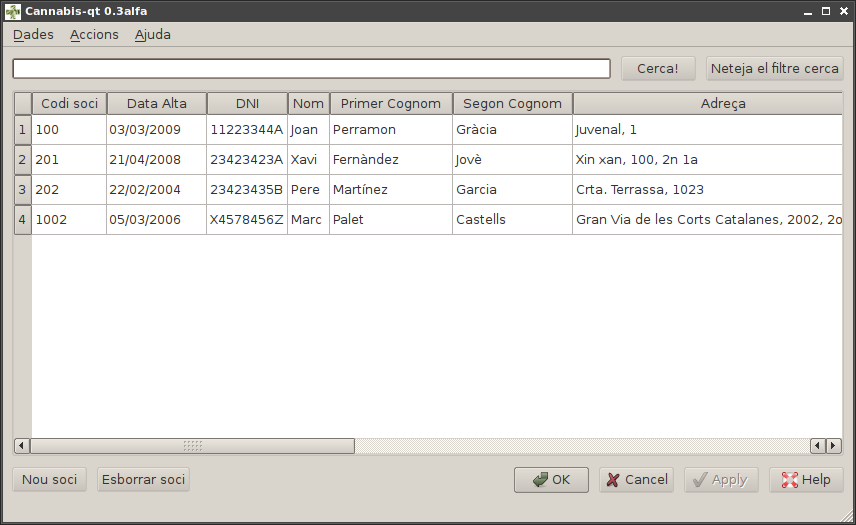 Cannabis-qt 0.3alfa
Dades Accions Ajuda
Cerca! Neteja el filtre cerca
Codi soci Data Alta DNI Nom Primer Cognom Segon Cognom Adreça
1 100 03/03/2009 11223344A Joan Perramon Gràcia Juvenal, 1
2 201 21/04/2008 23423423A Xavi Fernàndez Jovè Xin xan, 100, 2n 1a
3 202 22/02/2004 23423435B Pere Martínez Garcia Crta. Terrassa, 1023
4 1002 05/03/2006 X4578456Z Marc Palet Castells Gran Via de les Corts Catalanes, 2002, 2o
Nou soci Esborrar soci OK Cancel Apply Help